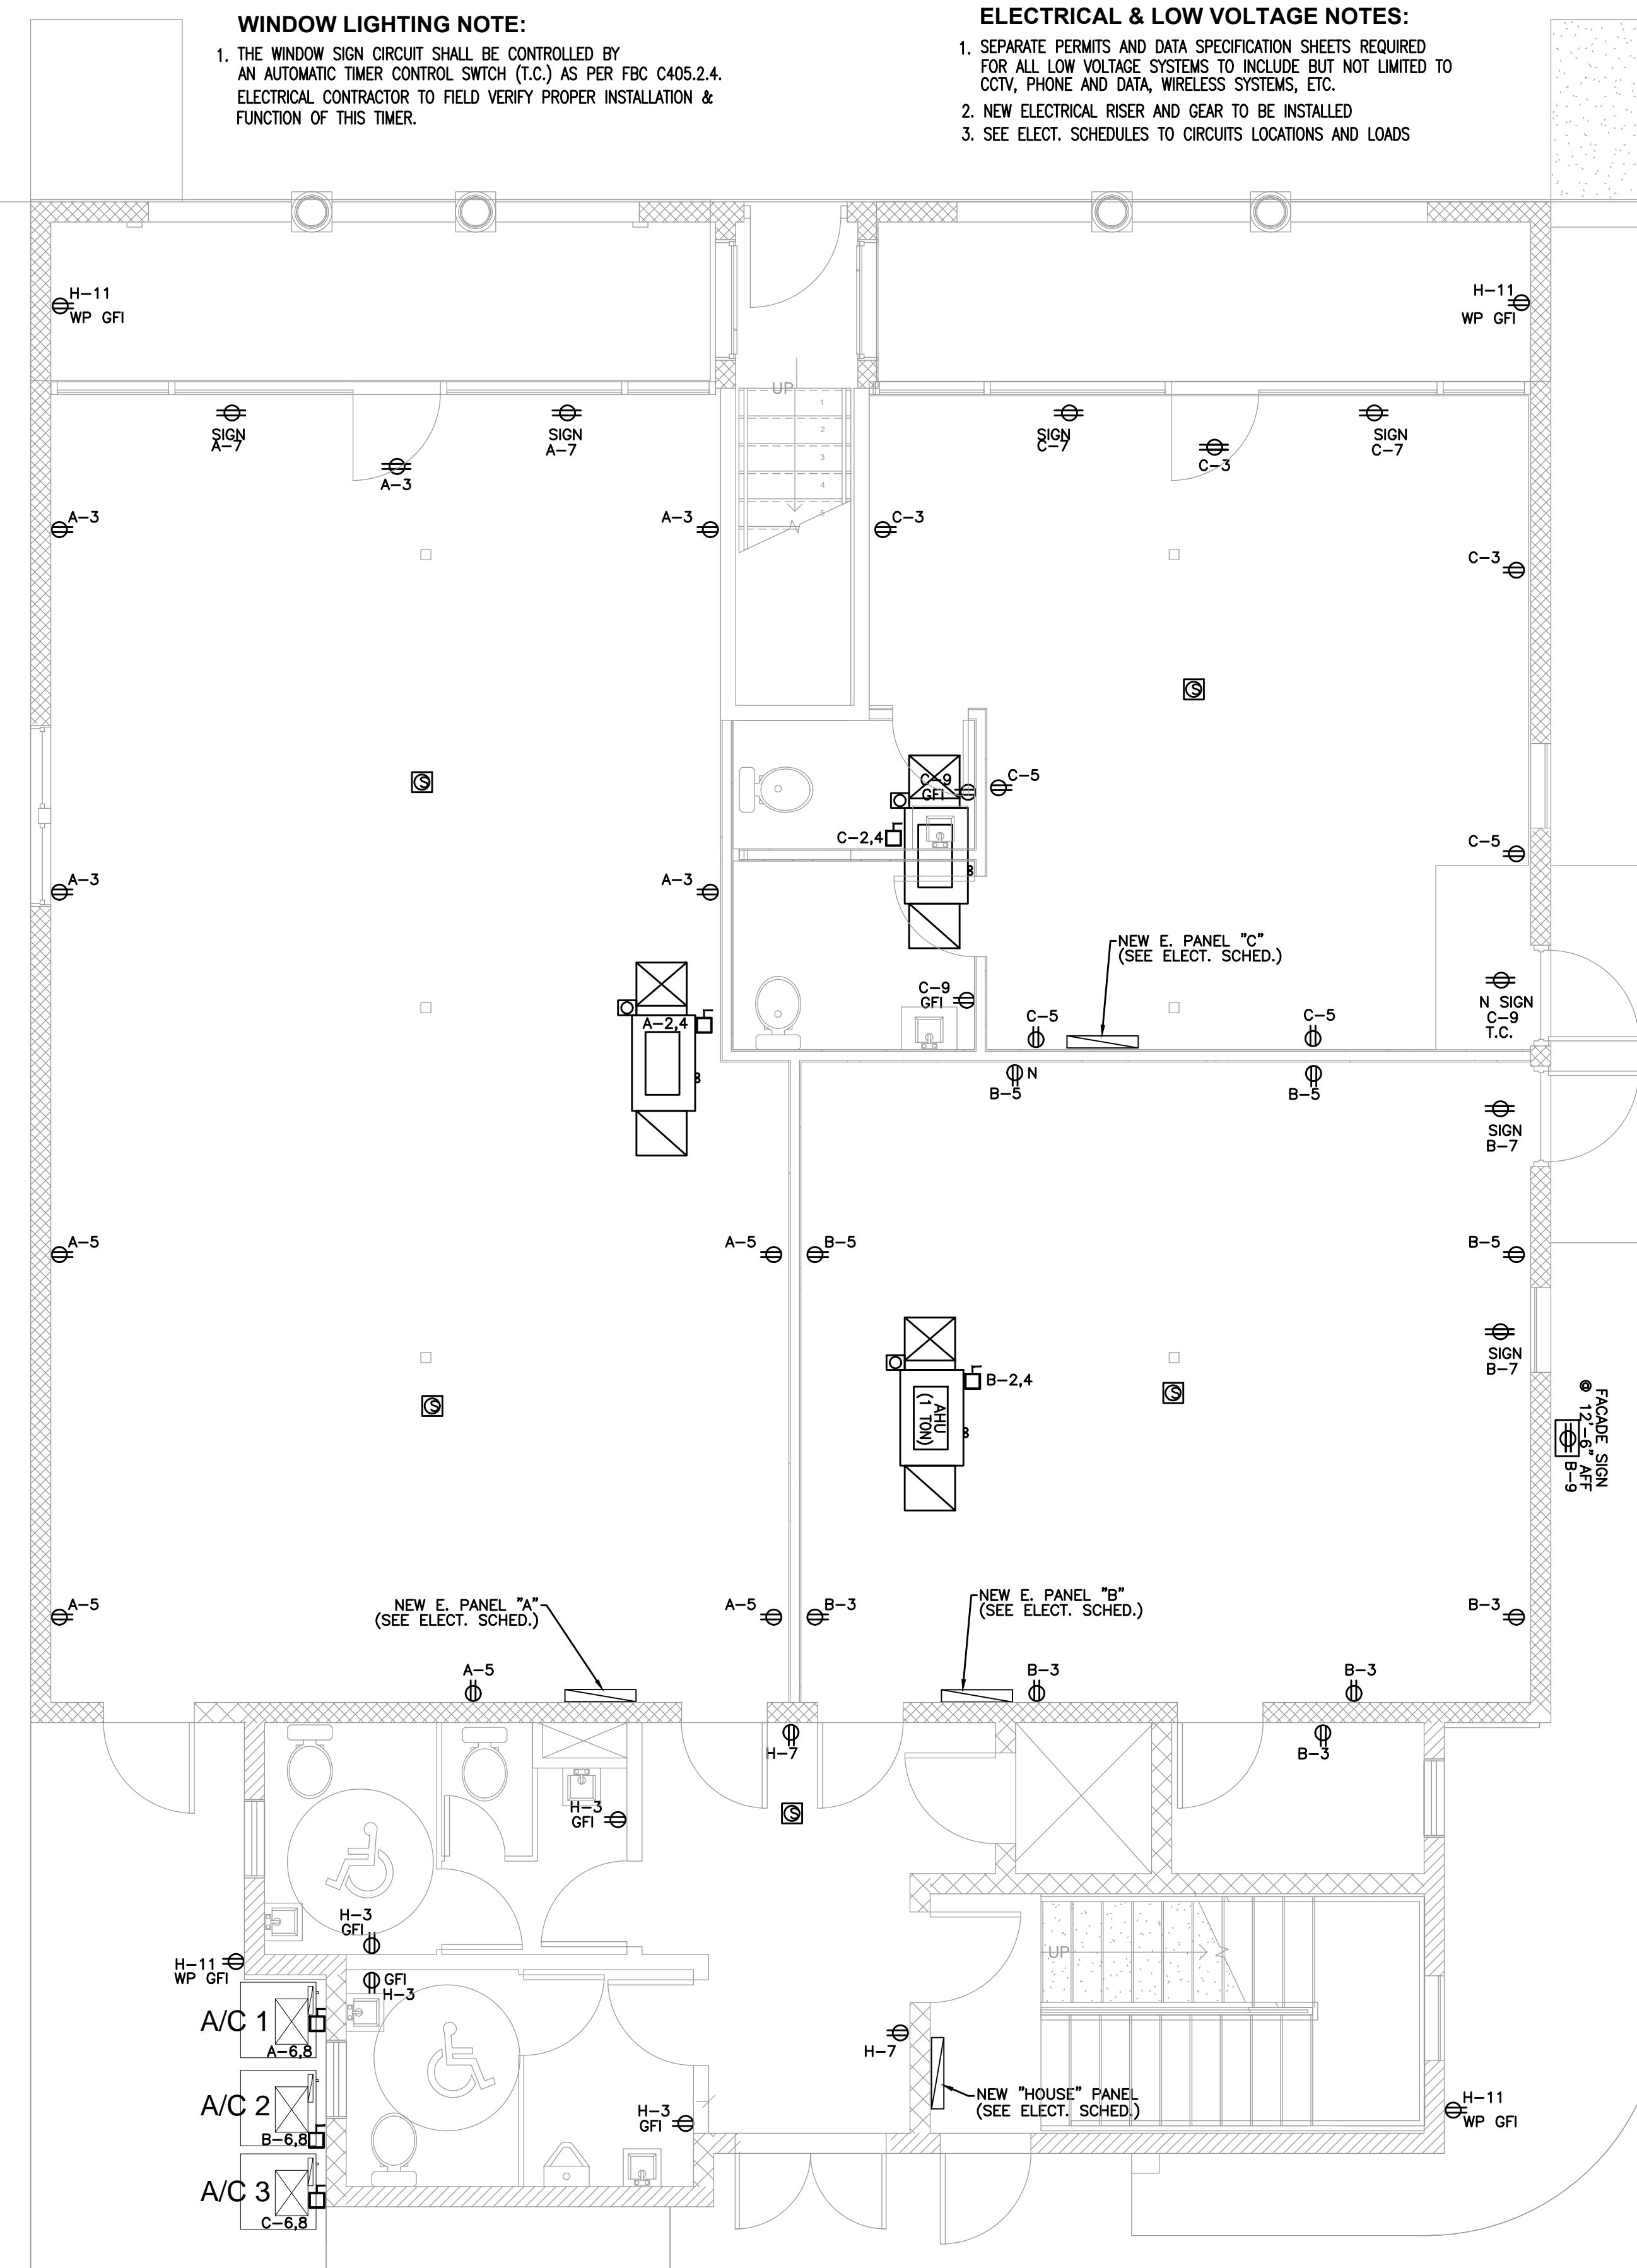 WINDOW LIGHTING NOTE:
1. THE WINDOW SIGN CIRCUIT SHALL BE CONTROLLED BY
AN AUTOMATIC TIMER CONTROL SWTCH (T.C.) AS PER FBC C405.2.4.
ELECTRICAL CONTRACTOR TO FIELD VERIFY PROPER INSTALLATION &
FUNCTION OF THIS TIMER.
ELECTRICAL & LOW VOLTAGE NOTES:
1. SEPARATE PERMITS AND DATA SPECIFICATION SHEETS REQUIRED
FOR ALL LOW VOLTAGE SYSTEMS TO INCLUDE BUT NOT LIMITED TO
CCTV, PHONE AND DATA, WIRELESS SYSTEMS, ETC.
2. NEW ELECTRICAL RISER AND GEAR TO BE INSTALLED
3. SEE ELECT. SCHEDULES TO CIRCUITS LOCATIONS AND LOADS
H-11
WP GFI
H-11
WP GFI
UP
1
2
3
4
5
SIGN
A-7
SIGN
A-7
A-3
SIGN
C-7
C-3
SIGN
C-7
A-3
A-3
C-3
C-3
S
S
C-9
GFI
C-5
C-2,4
C-5
A-3
A-3
NEW E. PANEL "C"
(SEE ELECT. SCHED.)
C-9
GFI
N SIGN
C-9
T.C.
A-2,4
C-5
C-5
N
B-5
B-5
SIGN
B-7
A-5
A-5
B-5
B-5
SIGN
B-7
B-2,4
AHU
(1 TON)
S
S
FACADE SIGN
@ 12'-6" AFF
B-9
A-5
NEW E. PANEL "A"
(SEE ELECT. SCHED.)
A-5
B-3
NEW E. PANEL "B"
(SEE ELECT. SCHED.)
B-3
A-5
B-3
B-3
H-7
B-3
H-3
GFI
S
H-3
GFI
H-11
WP GFI
GFI
H-3
UP
A/C 1
A-6,8
H-7
A/C 2
B-6,8
NEW "HOUSE" PANEL
(SEE ELECT. SCHED.)
H-3
GFI
H-11
WP GFI
A/C 3
C-6,8